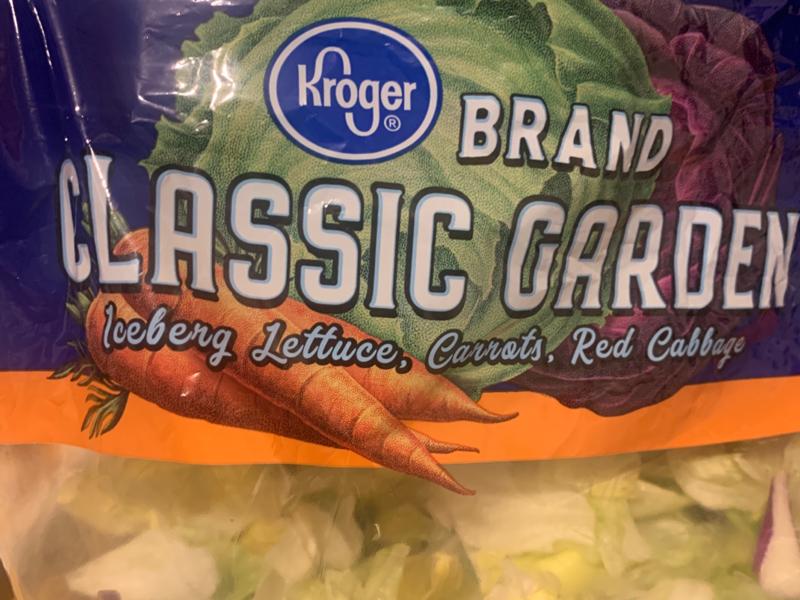 Kroger®
BRAND
CLASSIC GARDEN
Iceberg Lettuce, Carrots, Red Cabbage